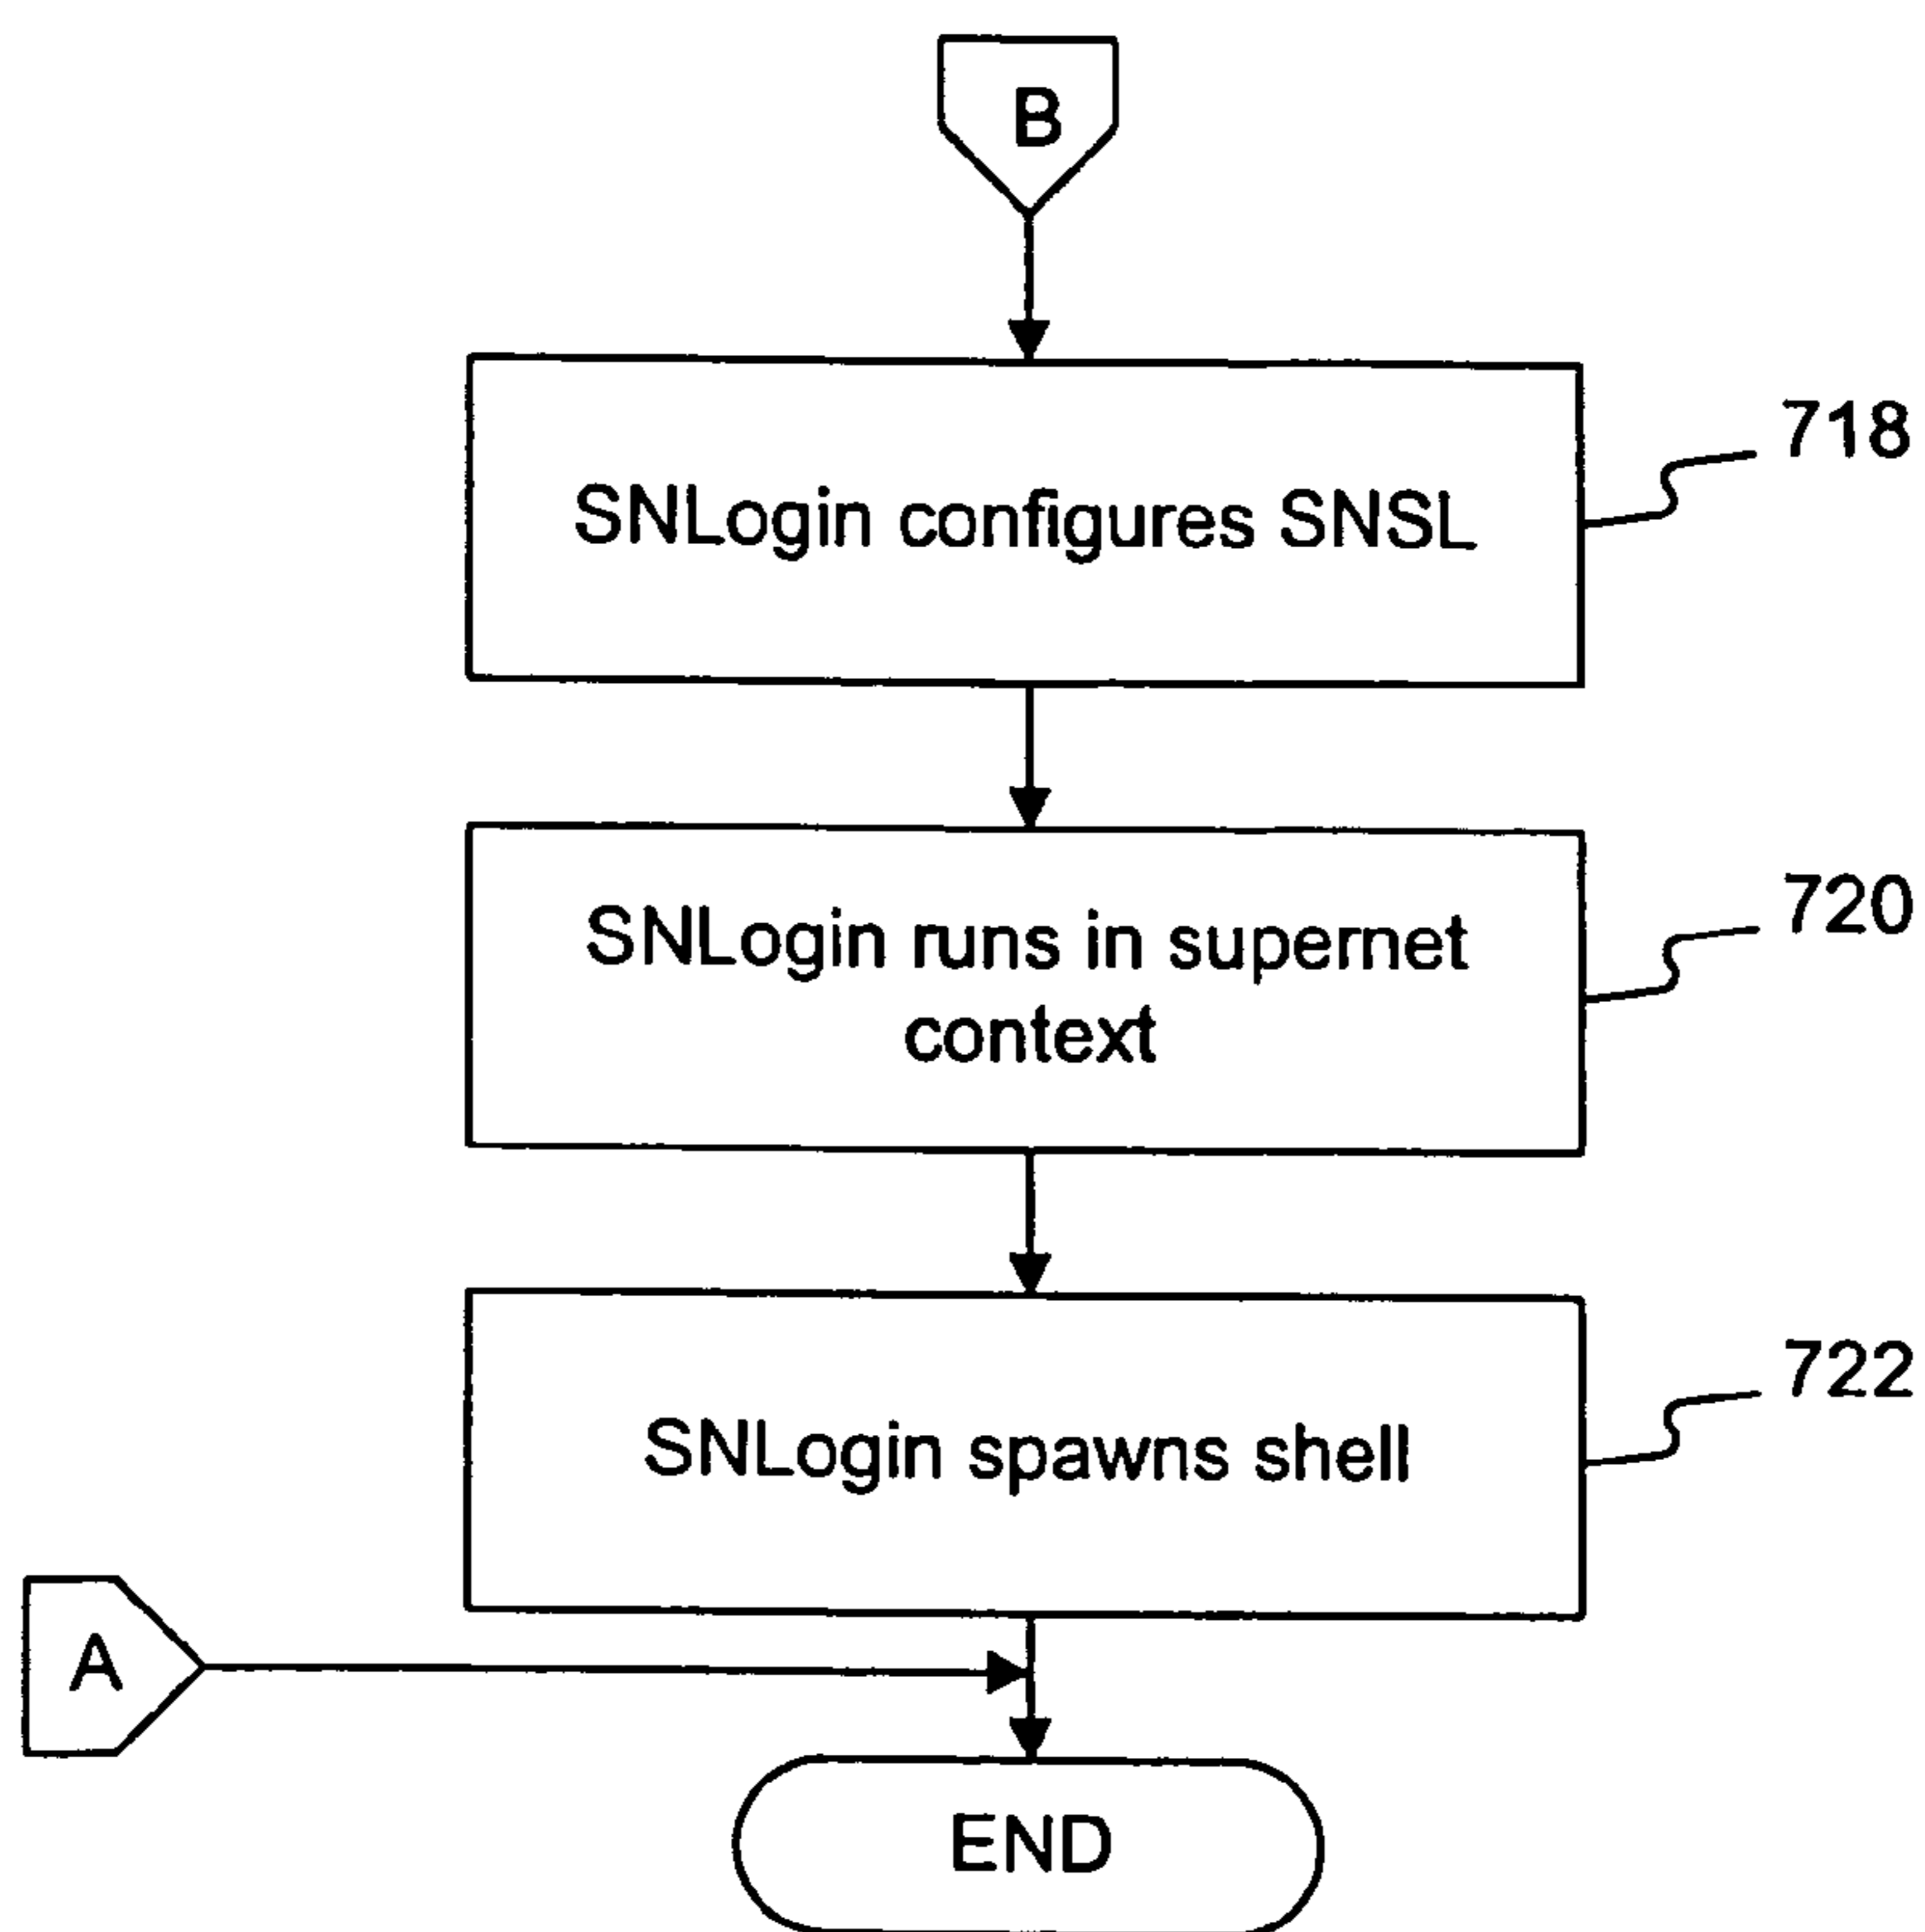 B
SNLogin configures SNSL
718
SNLogin runs in supernet
context
720
SNLogin spawns shell
722
A
END